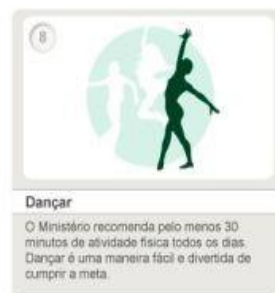 8
Dançar
O Ministério recomenda pelo menos 30
minutos de atividade física todos os dias.
Dançar é uma maneira fácil e divertida de
cumprir a meta.